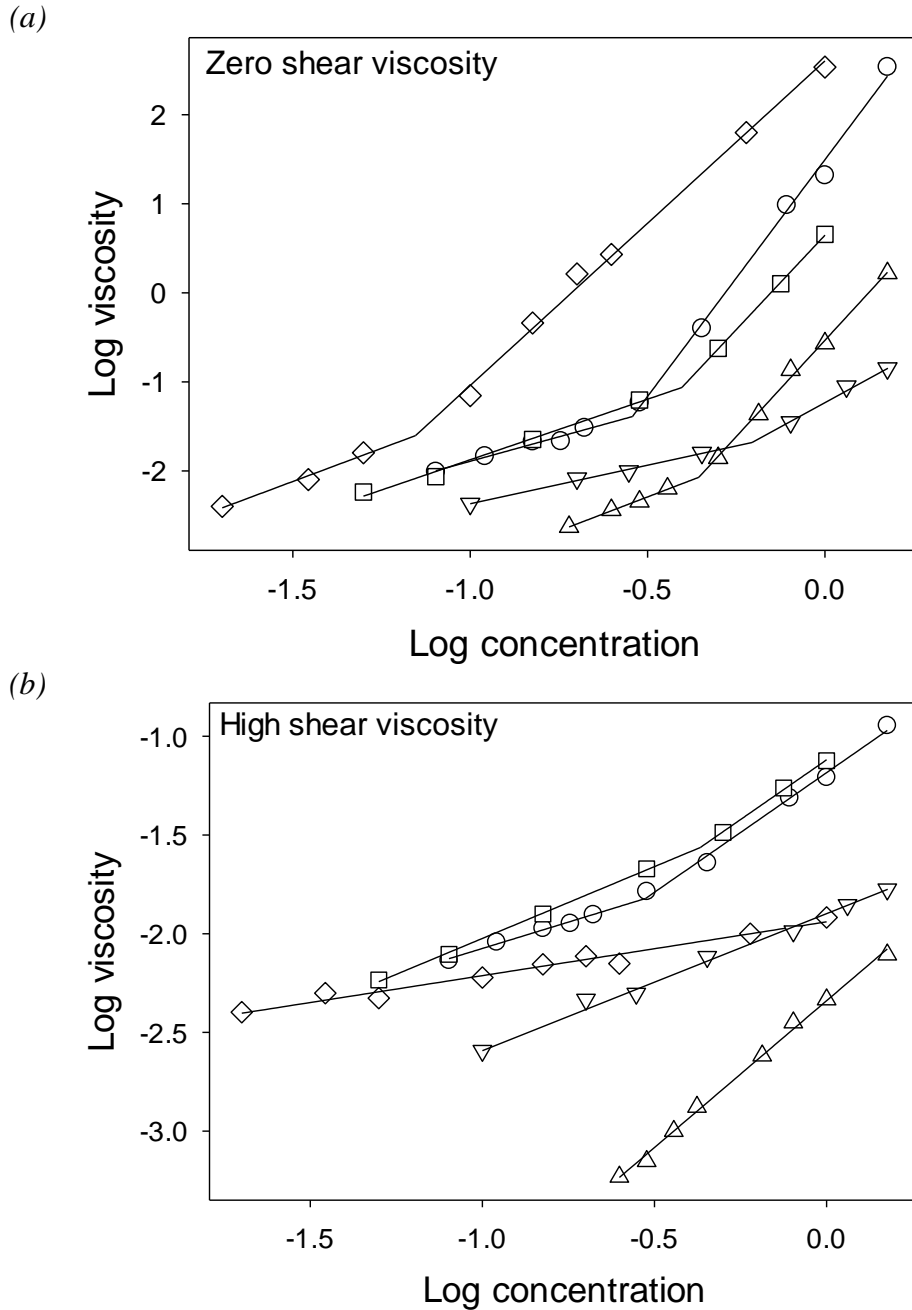 (a)
Zero shear viscosity
2
1
0
-1
-2
Log viscosity
-1.5 -1.0 -0.5 0.0
Log concentration
(b)
High shear viscosity
-1.0
-1.5
-2.0
-2.5
-3.0
Log viscosity
-1.5 -1.0 -0.5 0.0
Log concentration